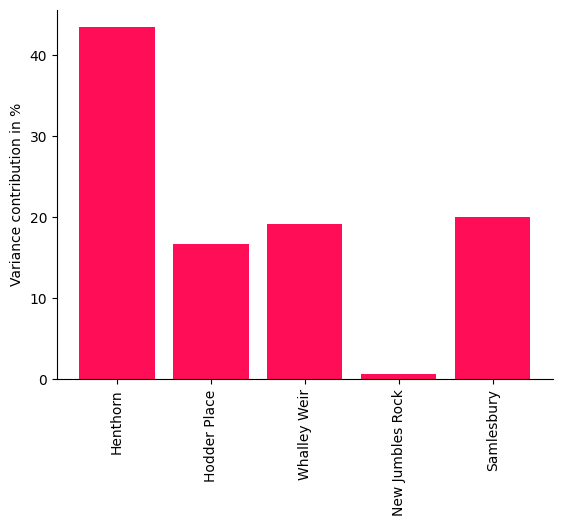 Variance contribution in %
40
30
20
10
0
Henthorn
Hodder Place
Whalley Weir
New Jumbles Rock
Samlesbury